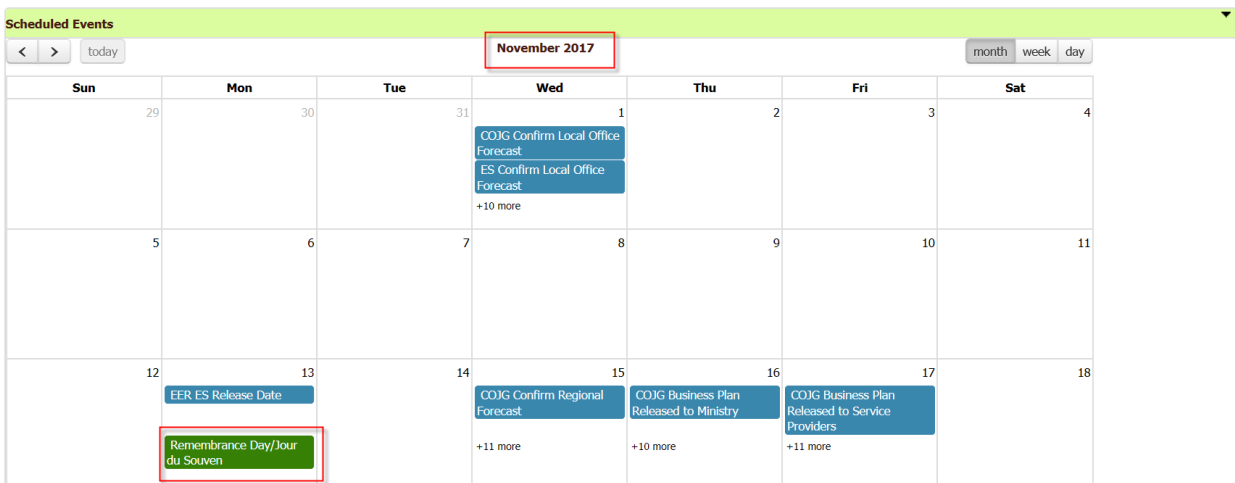 Scheduled Events
< > today
November 2017
month week day
Sun Mon Tue Wed Thu Fri Sat
29 30 31 1 2 3 4
COJG Confirm Local Office
Forecast
ES Confirm Local Office
Forecast
+10 more
5 6 7 8 9 10 11
12 13 14 15 16 17 18
EER ES Release Date
Remembrance Day/Jour
du Souven
COJG Confirm Regional
Forecast
+11 more
COJG Business Plan
Released to Ministry
+10 more
COJG Business Plan
Released to Service
Providers
+11 more